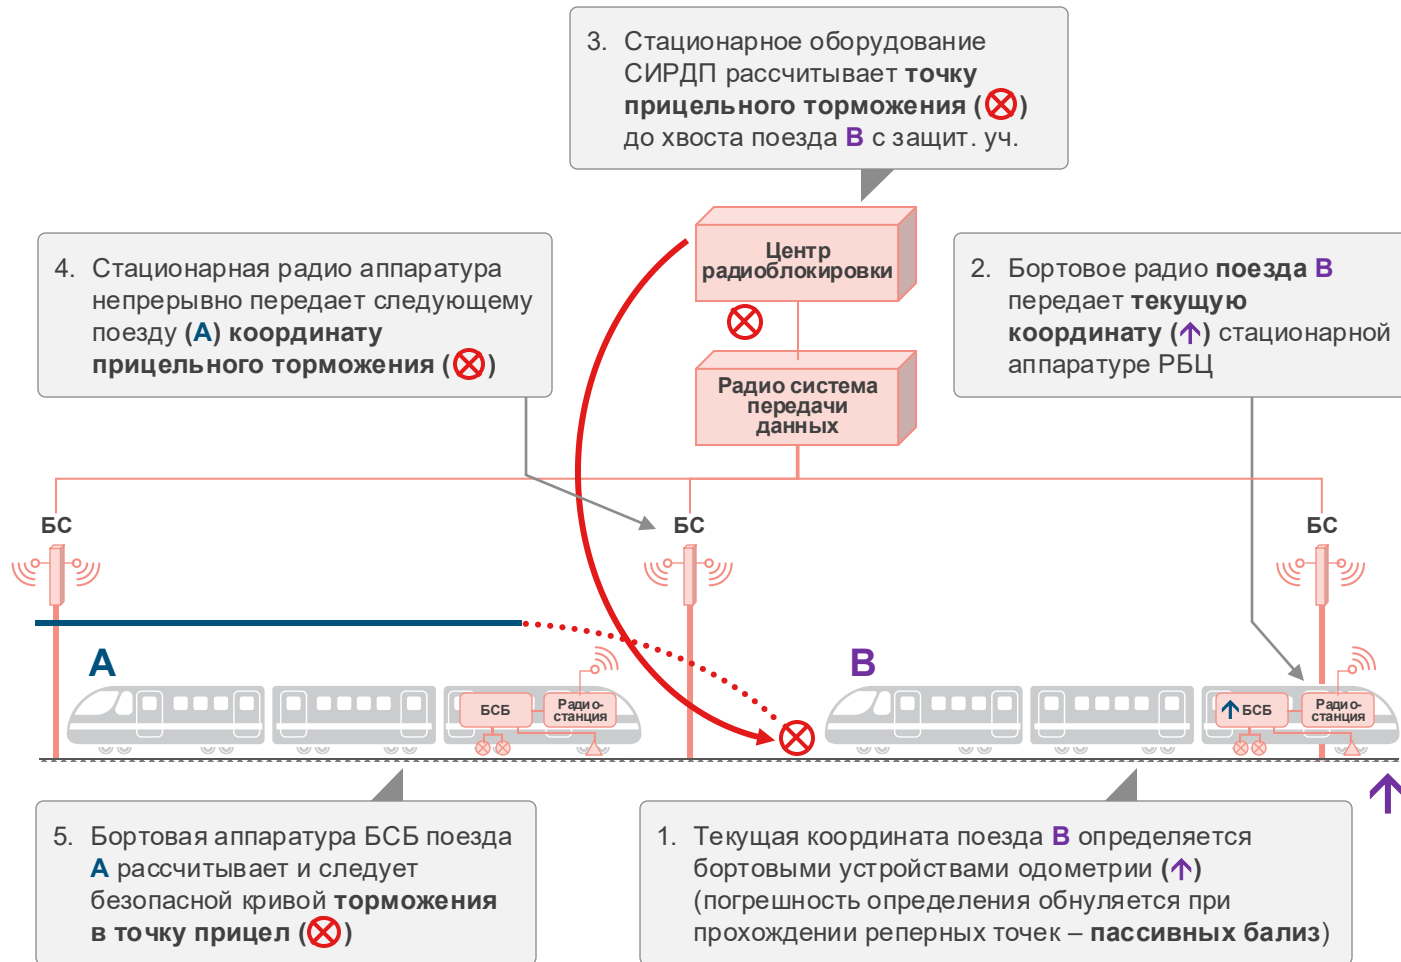 3. Стационарное оборудование
СИРДП рассчитывает точку
прицельного торможения (⊗)
до хвоста поезда B с защит. уч.
Центр
радиоблокировки
4. Стационарная радио аппаратура
непрерывно передает следующему
поезду (A) координату
прицельного торможения (⊗)
2. Бортовое радио поезда B
передает текущую
координату (↑) стационарной
аппаратуре РБЦ
Радио система
передачи
данных
БС
БС
БС
A
B
БСБ
Радио-
станция
БСБ
Радио-
станция
5. Бортовая аппаратура БСБ поезда
A рассчитывает и следует
безопасной кривой торможения
в точку прицел (⊗)
1. Текущая координата поезда B определяется
бортовыми устройствами одометрии (↑)
(погрешность определения обнуляется при
прохождении реперных точек – пассивных бализ)